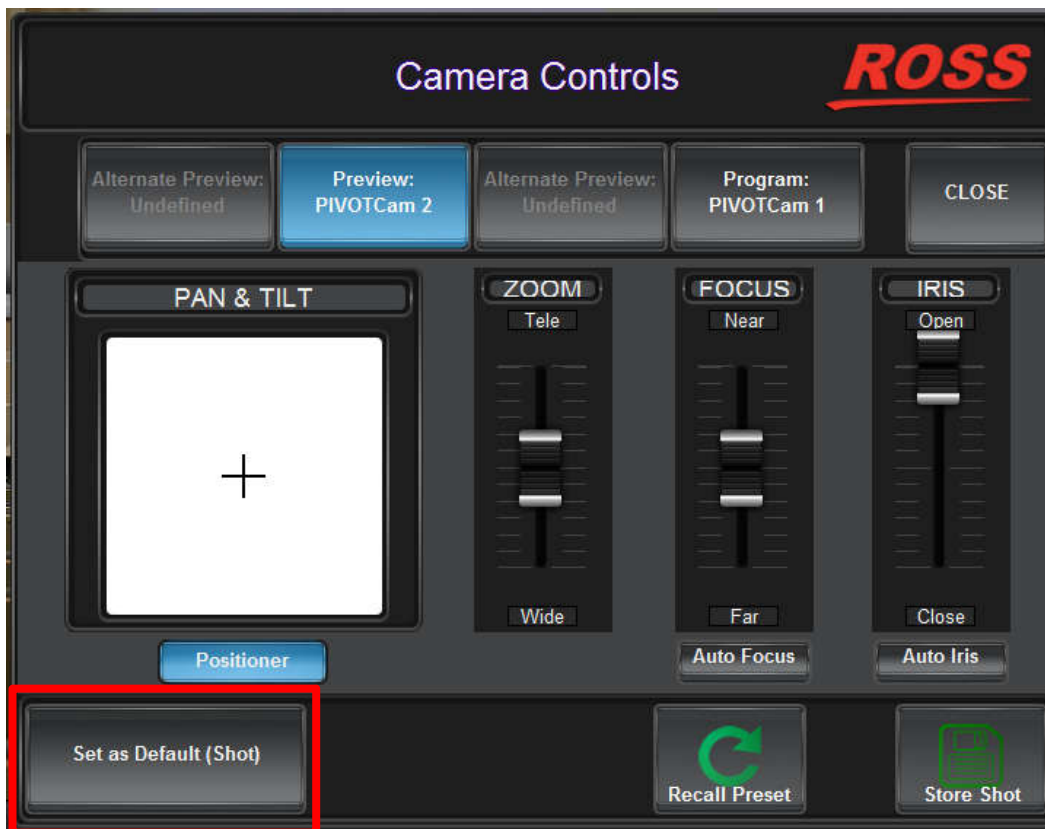 Camera Controls
ROSS
Alternate Preview:
Undefined
Preview:
PIVOTCam 2
Alternate Preview:
Undefined
Program:
PIVOTCam 1
CLOSE
PAN & TILT
ZOOM
Tele
Wide
FOCUS
Near
Far
IRIS
Open
Close
Positioner
Auto Focus
Auto Iris
Set as Default (Shot)
Recall Preset
Store Shot